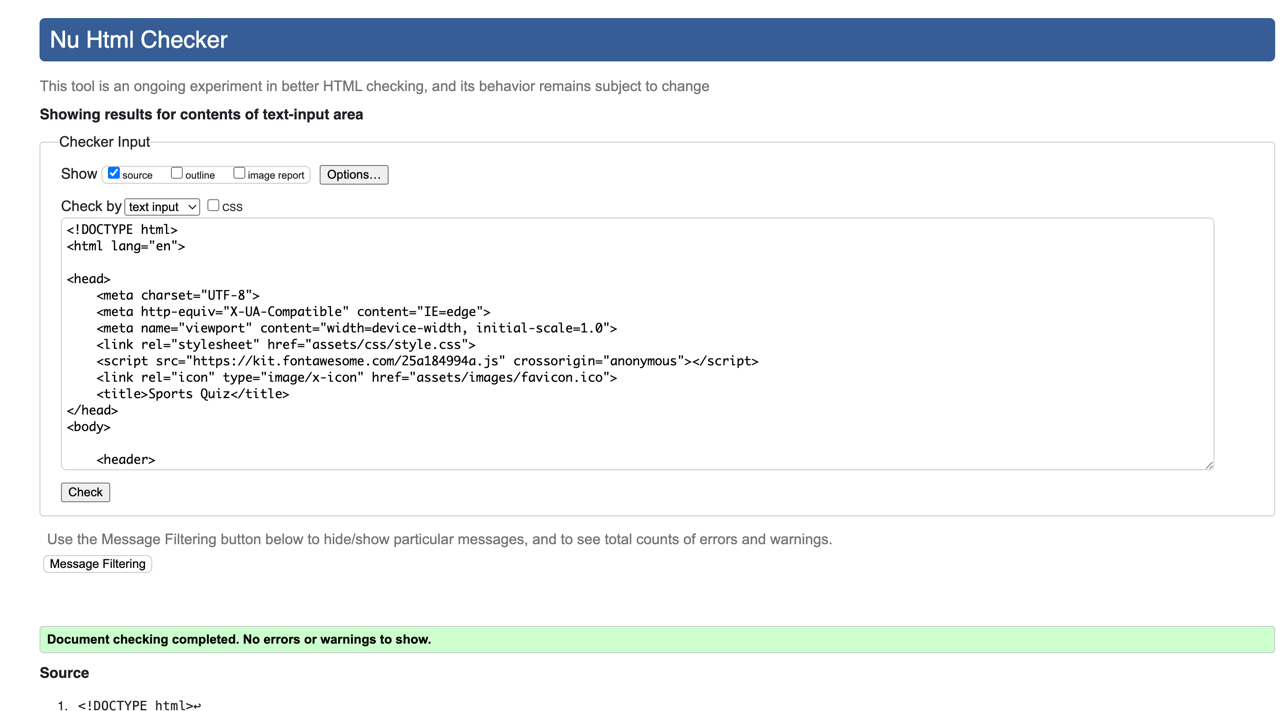 Nu Html Checker
This tool is an ongoing experiment in better HTML checking, and its behavior remains subject to change
Showing results for contents of text-input area
Checker Input
Show source outline image report Options...
Check by text input CSS
<!DOCTYPE html>
<html lang="en">
<head>
    <meta charset="UTF-8">
    <meta http-equiv="X-UA-Compatible" content="IE=edge">
    <meta name="viewport" content="width=device-width, initial-scale=1.0">
    <link rel="stylesheet" href="assets/css/style.css">
    <script src="https://kit.fontawesome.com/25a184994a.js" crossorigin="anonymous"></script>
    <link rel="icon" type="image/x-icon" href="assets/images/favicon.ico">
    <title>Sports Quiz</title>
</head>
<body>
    <header>
Check
Use the Message Filtering button below to hide/show particular messages, and to see total counts of errors and warnings.
Message Filtering
Document checking completed. No errors or warnings to show.
Source
1. <!DOCTYPE html>↩